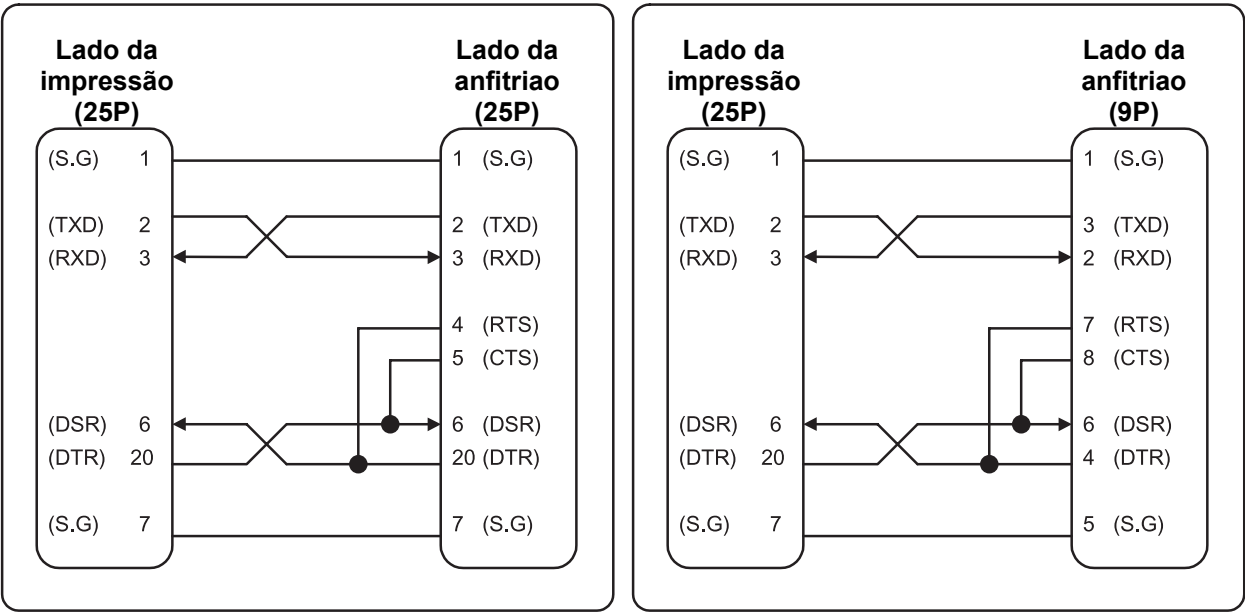 Lado da
impressão
(25P)
Lado da
anfitriao
(25P)
(S.G) 1
1 (S.G)
(TXD) 2
2 (TXD)
(RXD) 3
3 (RXD)
4 (RTS)
5 (CTS)
(DSR) 6
6 (DSR)
(DTR) 20
20 (DTR)
(S.G) 7
7 (S.G)
Lado da
impressão
(25P)
Lado da
anfitriao
(9P)
(S.G) 1
1 (S.G)
(TXD) 2
3 (TXD)
(RXD) 3
2 (RXD)
7 (RTS)
8 (CTS)
(DSR) 6
6 (DSR)
(DTR) 20
4 (DTR)
(S.G) 7
5 (S.G)